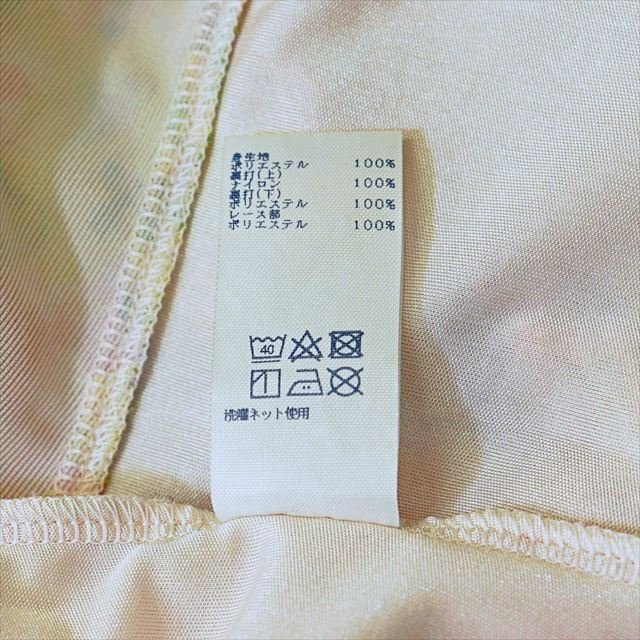 身生地
ポリエステル 100%
裏打(上)
ナイロン 100%
裏打(下)
ポリエステル 100%
レース部
ポリエステル 100%
40
洗濯ネット使用